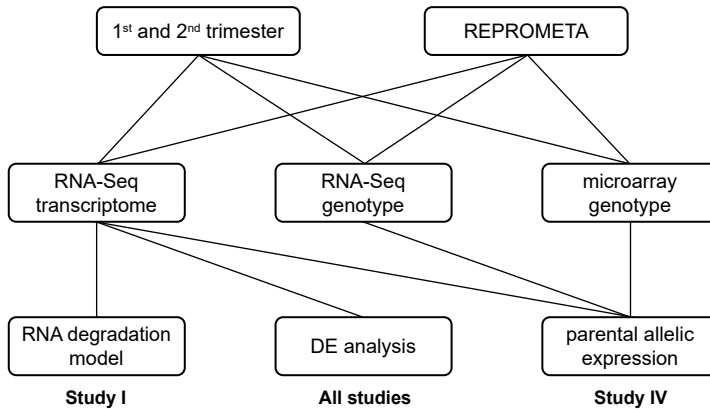 1st and 2nd trimester
REPROMETA
RNA-Seq
transcriptome
RNA-Seq
genotype
microarray
genotype
RNA degradation
model
DE analysis
parental allelic
expression
Study I
All studies
Study IV